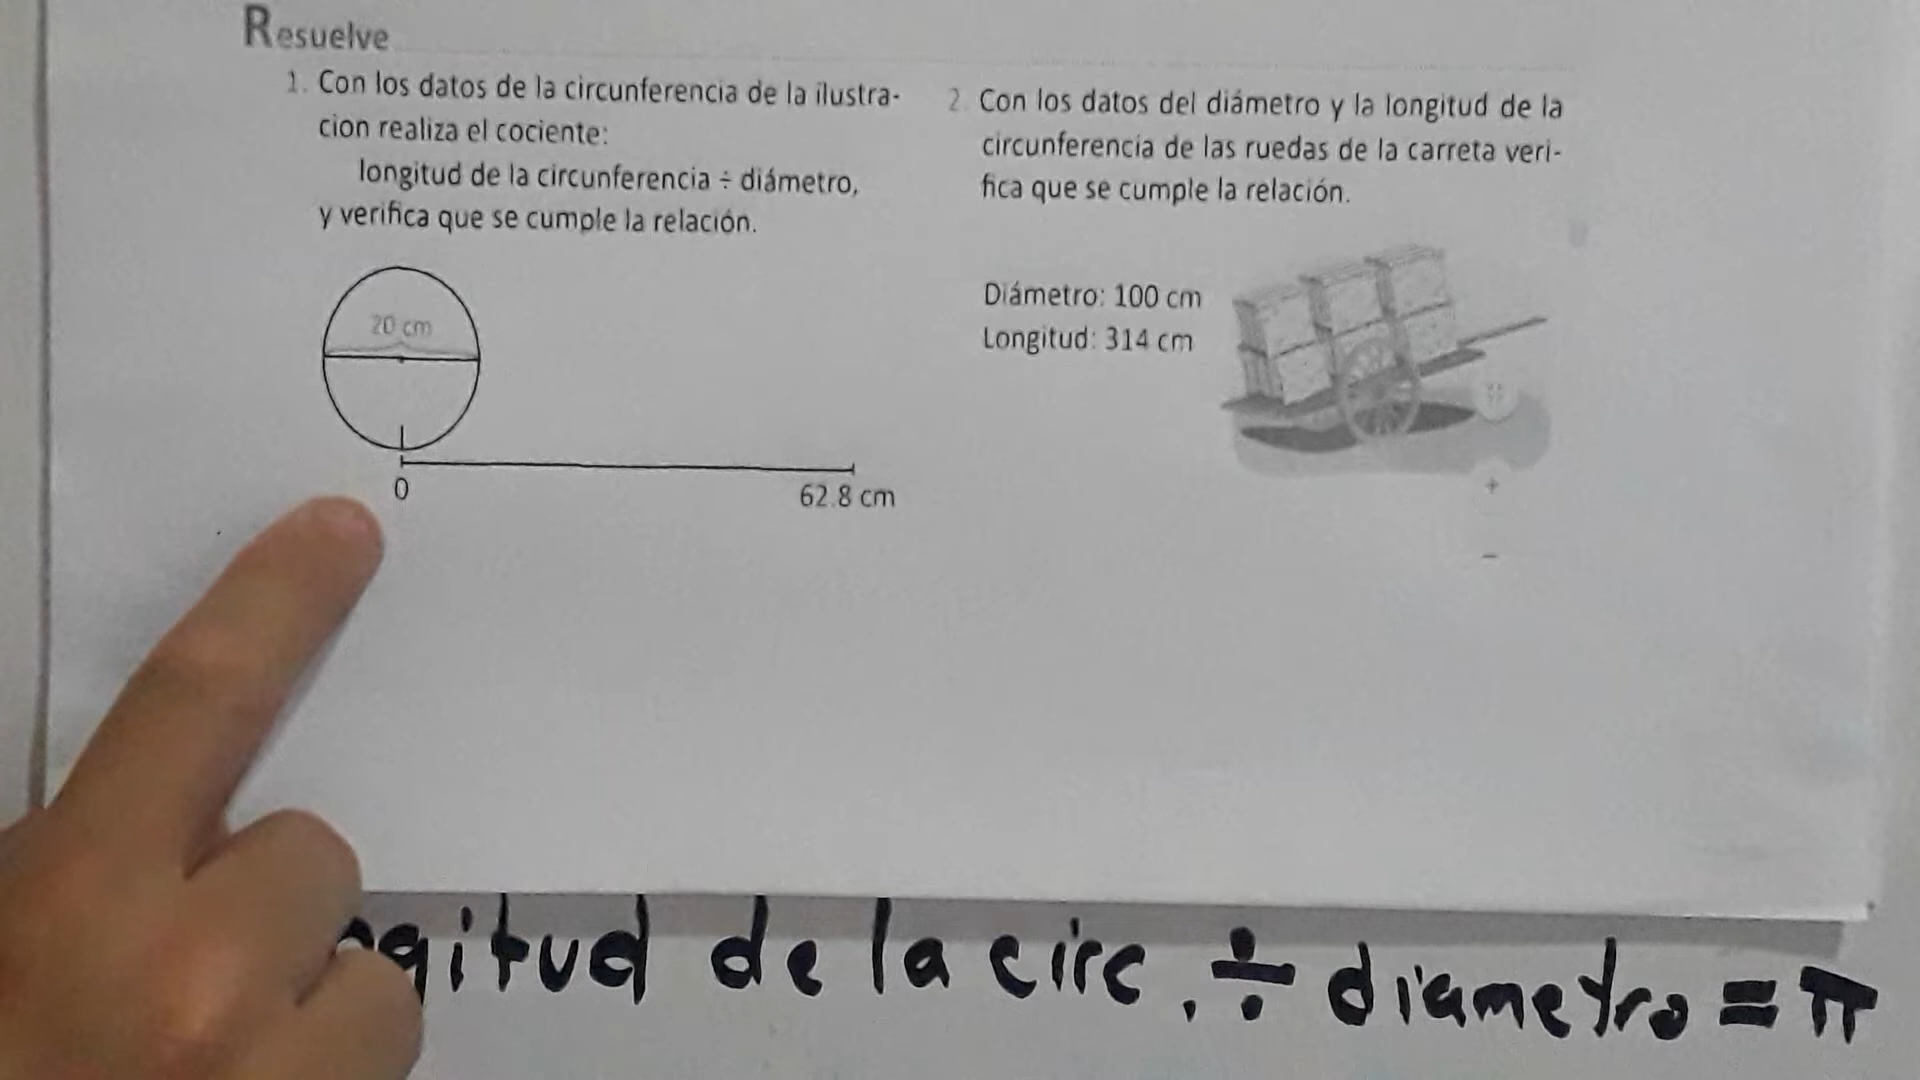 Resuelve
1. Con los datos de la circunferencia de la ilustra-
cion realiza el cociente:
longitud de la circunferencia ÷ diámetro,
y verifica que se cumple la relación.
20 cm
0
62.8 cm
2. Con los datos del diámetro y la longitud de la
circunferencia de las ruedas de la carreta veri-
fica que se cumple la relación.
Diámetro: 100 cm
Longitud: 314 cm
+
−
gitud de la circ. ÷ diametro = π